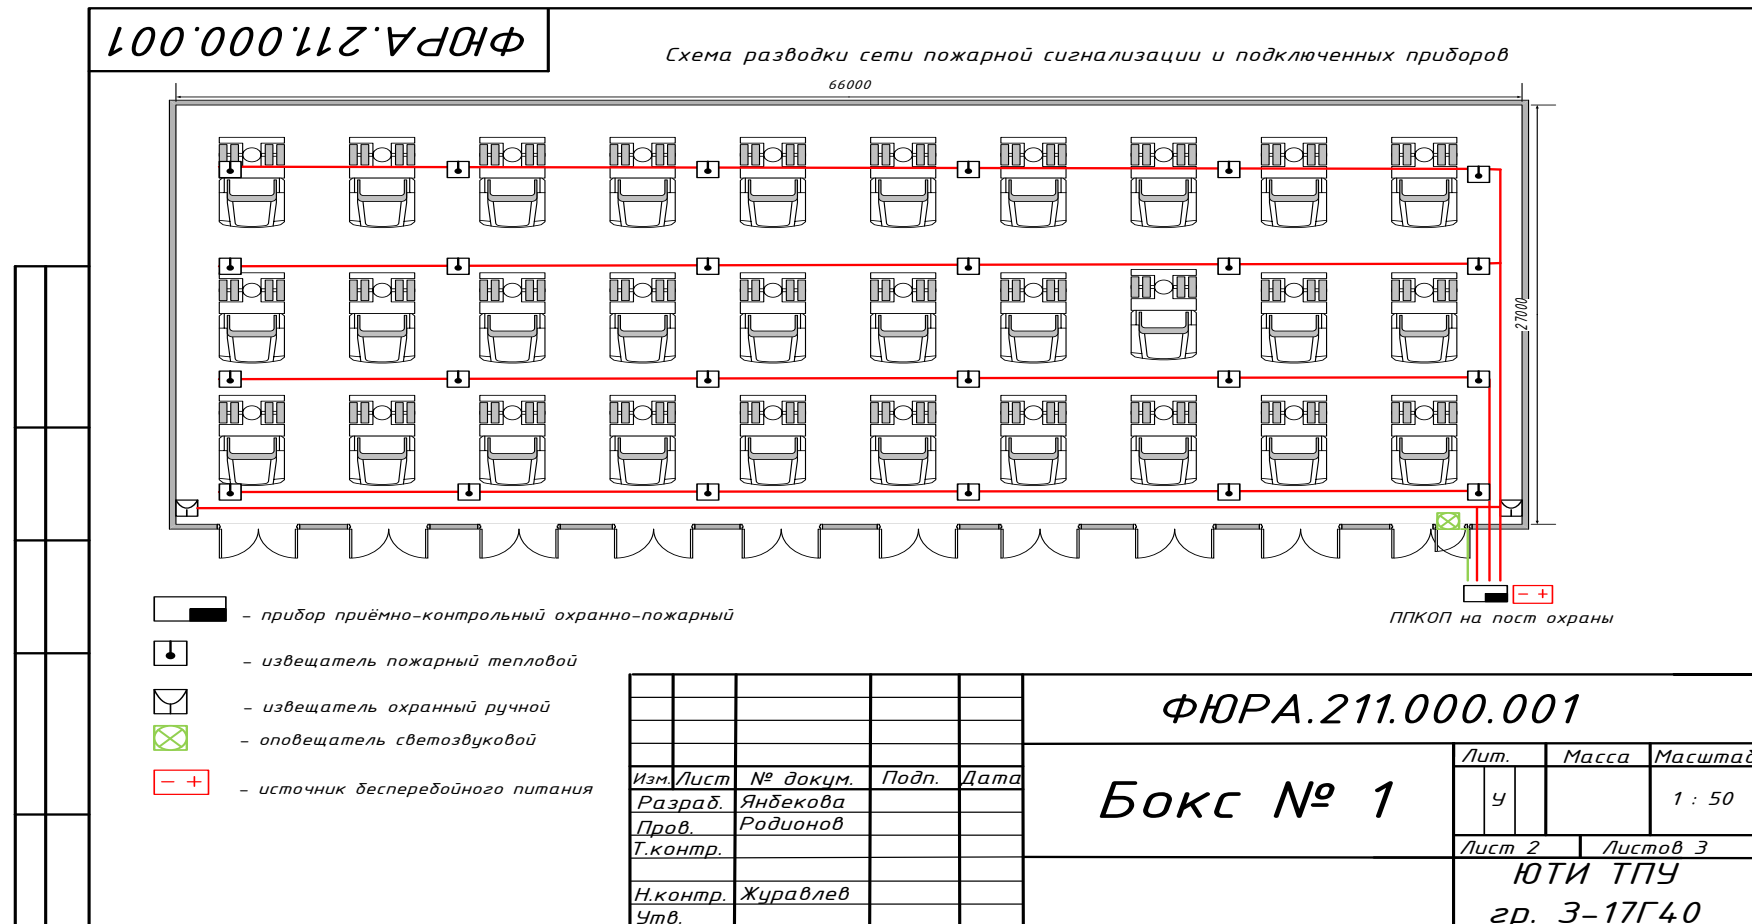 ФЮРА.211.000.001
Схема разводки сети пожарной сигнализации и подключенных приборов
66000
27000
ППКОП на пост охраны
– прибор приёмно-контрольный охранно-пожарный
– извещатель пожарный тепловой
– извещатель охранный ручной
– оповещатель светозвуковой
– источник бесперебойного питания
ФЮРА.211.000.001
Изм. Лист № докум. Подп. Дата
Разраб. Янбекова
Пров. Родионов
Т.контр.
Н.контр. Журавлев
Утв.
Бокс № 1
Лит. Масса Масштаб
У 1 : 50
Лист 2 Листов 3
ЮТИ ТПУ
гр. З-17Г40